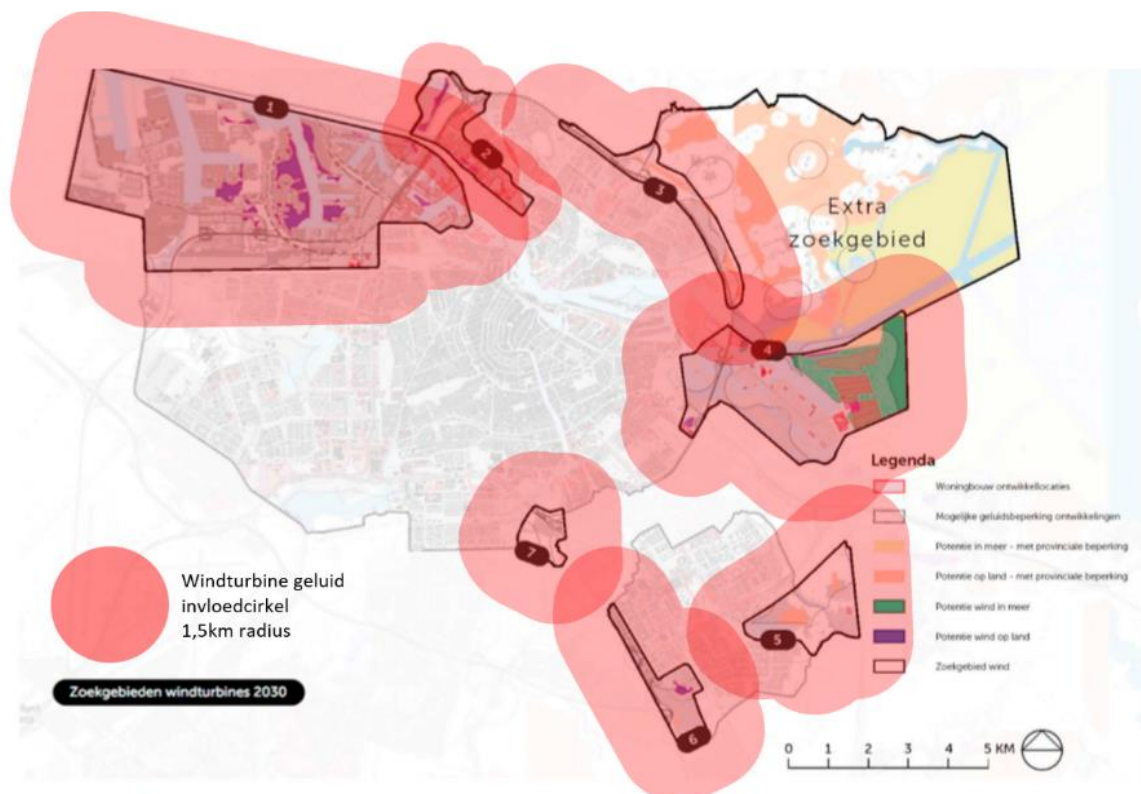 1
2
3
Extra
zoekgebied
4
Legenda
Woningbouw ontwikkellocaties
Mogelijke geluidsbeperking ontwikkelingen
Potentie in meer - met provinciale beperking
Potentie op land - met provinciale beperking
Potentie wind in meer
Potentie wind op land
Zoekgebied wind
7
5
6
Windturbine geluid
invloedcirkel
1,5km radius
Zoekgebieden windturbines 2030
0 1 2 3 4 5 KM